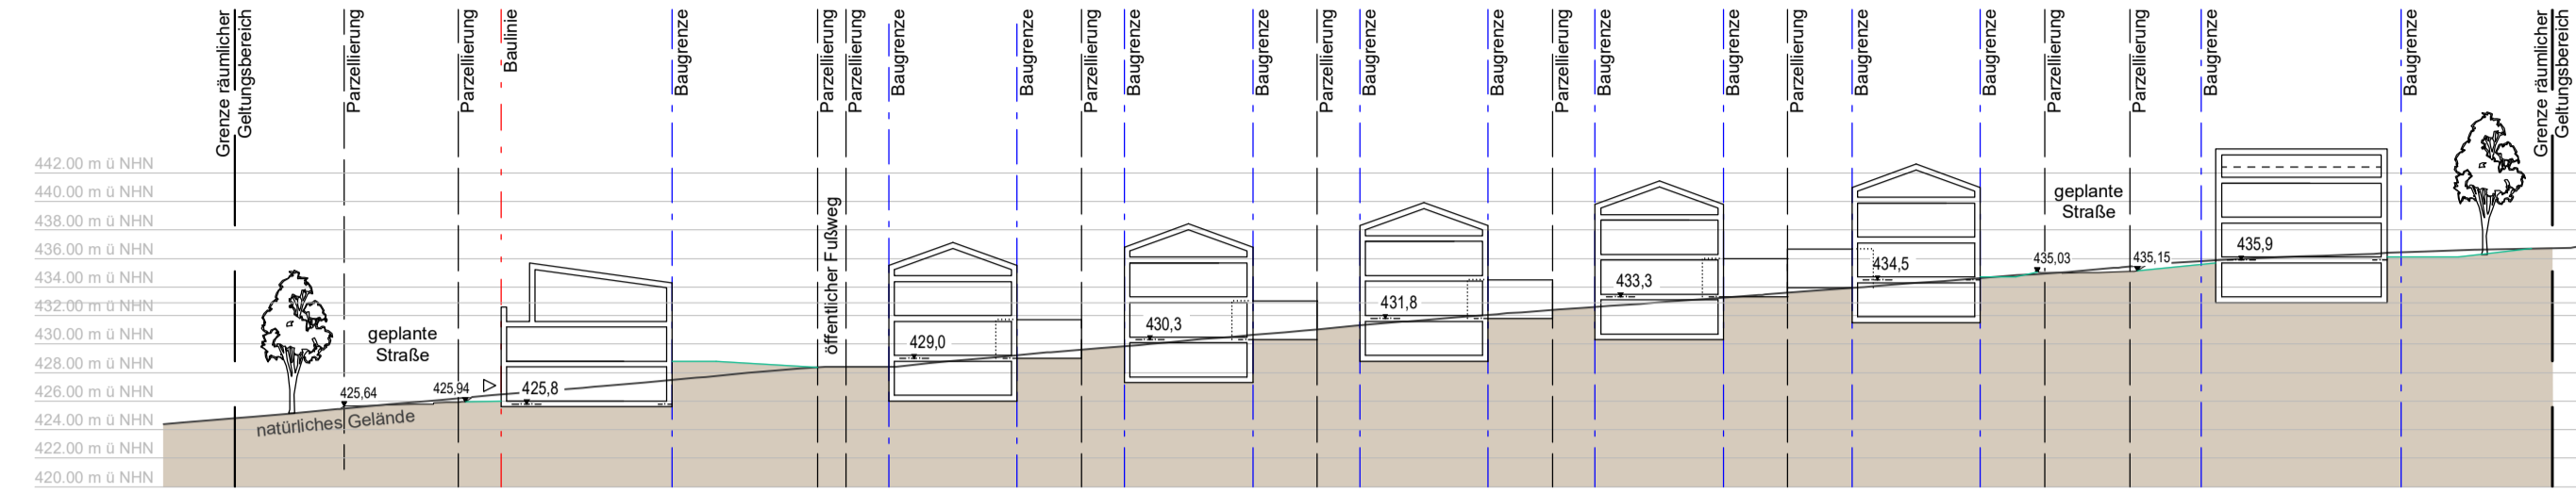 Grenze räumlicher
Geltungsbereich
Parzellierung
Parzellierung
Baulinie
Baugrenze
Parzellierung
Parzellierung
Baugrenze
Baugrenze
Parzellierung
Baugrenze
Baugrenze
Parzellierung
Baugrenze
Baugrenze
Parzellierung
Baugrenze
Baugrenze
Parzellierung
Baugrenze
Baugrenze
Parzellierung
Parzellierung
Baugrenze
Baugrenze
Grenze räumlicher
Geltungsbereich
442.00 m ü NHN
440.00 m ü NHN
438.00 m ü NHN
436.00 m ü NHN
434.00 m ü NHN
432.00 m ü NHN
430.00 m ü NHN
428.00 m ü NHN
426.00 m ü NHN
424.00 m ü NHN
422.00 m ü NHN
420.00 m ü NHN
geplante
Straße
425,64
425,94
425,8
natürliches Gelände
öffentlicher Fußweg
429,0
430,3
431,8
433,3
434,5
geplante
Straße
435,03
435,15
435,9